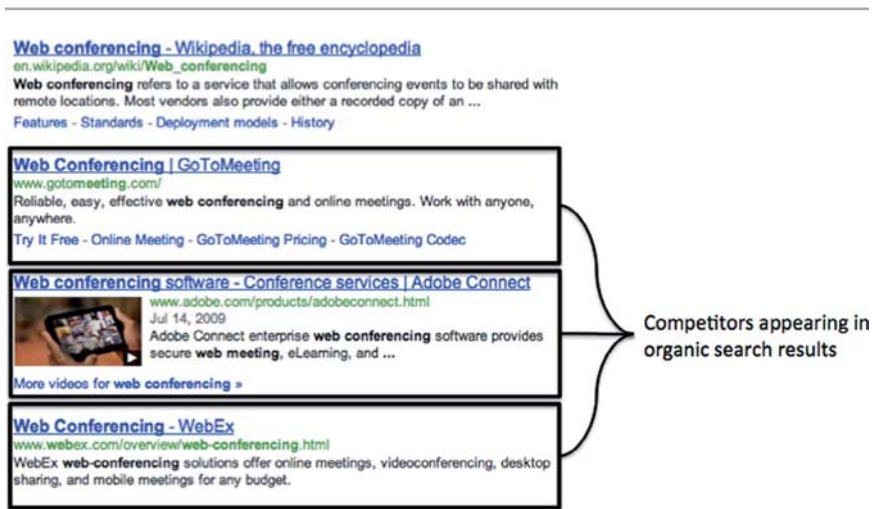 Web conferencing - Wikipedia, the free encyclopedia
en.wikipedia.org/wiki/Web_conferencing
Web conferencing refers to a service that allows conferencing events to be shared with
remote locations. Most vendors also provide either a recorded copy of an ...
Features - Standards - Deployment models - History
Web Conferencing | GoToMeeting
www.gotomeeting.com/
Reliable, easy, effective web conferencing and online meetings. Work with anyone,
anywhere.
Try It Free - Online Meeting - GoToMeeting Pricing - GoToMeeting Codec
Web conferencing software - Conference services | Adobe Connect
www.adobe.com/products/adobeconnect.html
Jul 14, 2009
Adobe Connect enterprise web conferencing software provides
secure web meeting, eLearning, and ...
More videos for web conferencing »
Web Conferencing - WebEx
www.webex.com/overview/web-conferencing.html
WebEx web-conferencing solutions offer online meetings, videoconferencing, desktop
sharing, and mobile meetings for any budget.
Competitors appearing in
organic search results